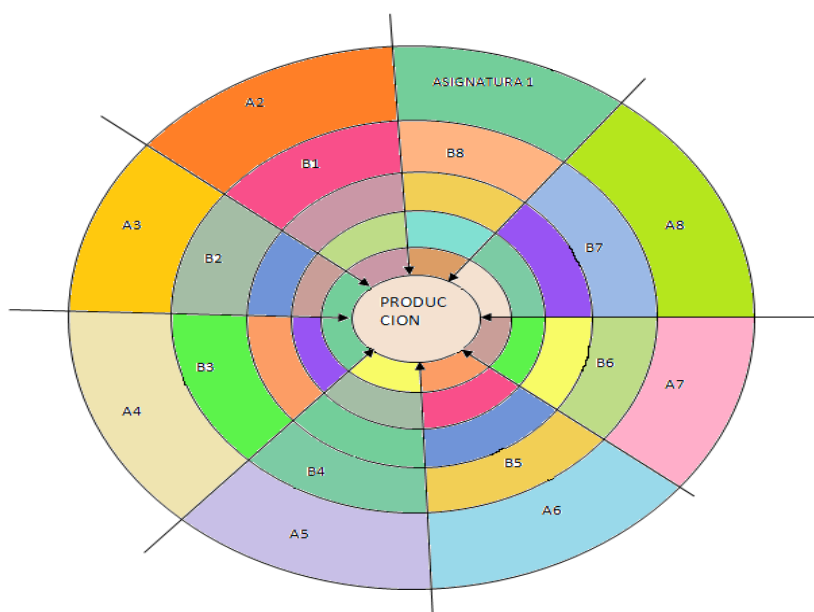 ASIGNATURA 1
A2
B1
B8
A3
B2
B7
A8
PRODUC
CION
B3
B6
A7
A4
B4
B5
A5
A6